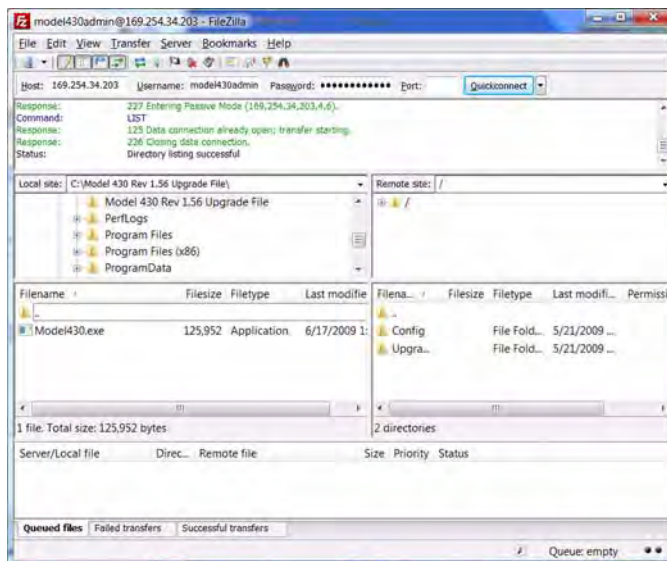 model430admin@169.254.34.203 - FileZilla
File Edit View Transfer Server Bookmarks Help
Host: 169.254.34.203 Username: model430admin Password: ●●●●●●●●●●●● Port: Quickconnect
Response: 227 Entering Passive Mode (169,254,34,203,4,6).
Command: LIST
Response: 125 Data connection already open; transfer starting.
Response: 226 Closing data connection.
Status: Directory listing successful
Local site: C:\Model 430 Rev 1.56 Upgrade File\ Remote site: /
Model 430 Rev 1.56 Upgrade File /
PerfLogs
Program Files
Program Files (x86)
ProgramData
Filename Filesize Filetype Last modifie Filena... Filesize Filetype Last modifi... Permissi
.. ..
Model430.exe 125,952 Application 6/17/2009 1: Config File Fold... 5/21/2009 ...
Upgra... File Fold... 5/21/2009 ...
1 file. Total size: 125,952 bytes 2 directories
Server/Local file Direc... Remote file Size Priority Status
Queued files Failed transfers Successful transfers
Queue: empty